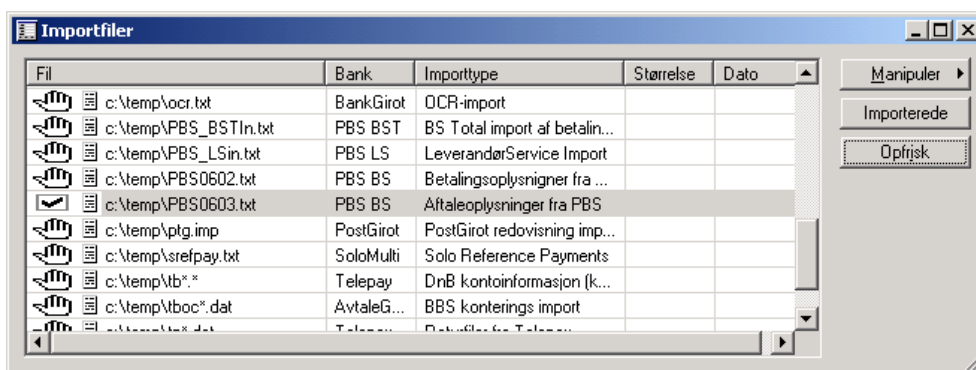 Importfiler
Fil Bank Importtype Størrelse Dato
c:\temp\ocr.txt BankGirot OCR-import
c:\temp\PBS_BSTIn.txt PBS BST BS Total import af betalin...
c:\temp\PBS_LSin.txt PBS LS LeverandørService Import
c:\temp\PBS0602.txt PBS BS Betalingsoplysnigner fra ...
c:\temp\PBS0603.txt PBS BS Aftaleoplysninger fra PBS
c:\temp\ptg.imp PostGirot PostGirot redovisning imp...
c:\temp\srefpay.txt SoloMulti Solo Reference Payments
c:\temp\tb*.* Telepay DnB kontoinformasjon (k...
c:\temp\tboc*.dat AvtaleG... BBS konterings import
Manipuler
Importerede
Opfrisk